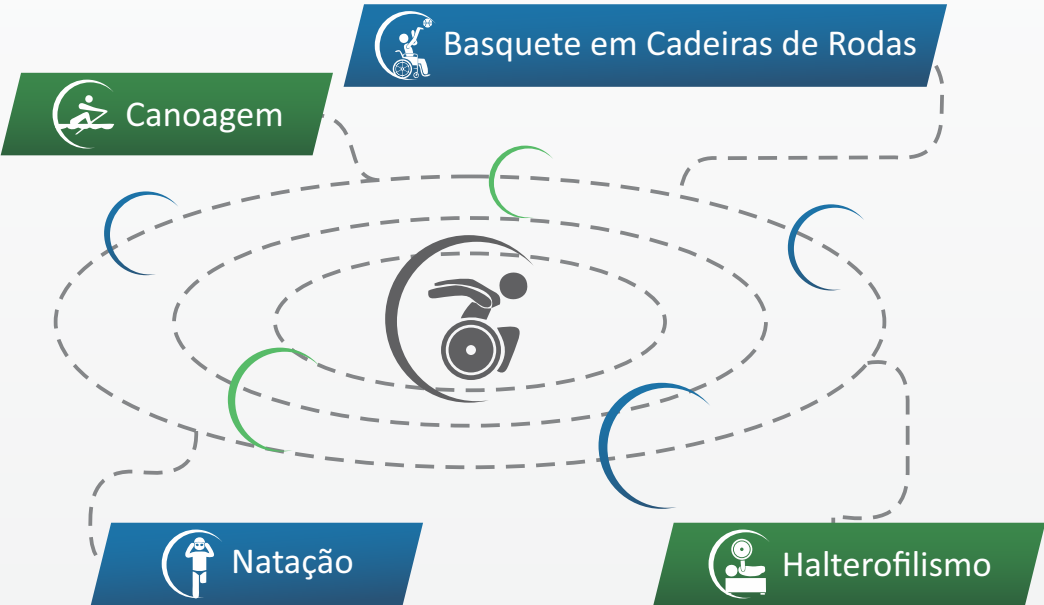 Basquete em Cadeiras de Rodas
Canoagem
Natação
Halterofilismo